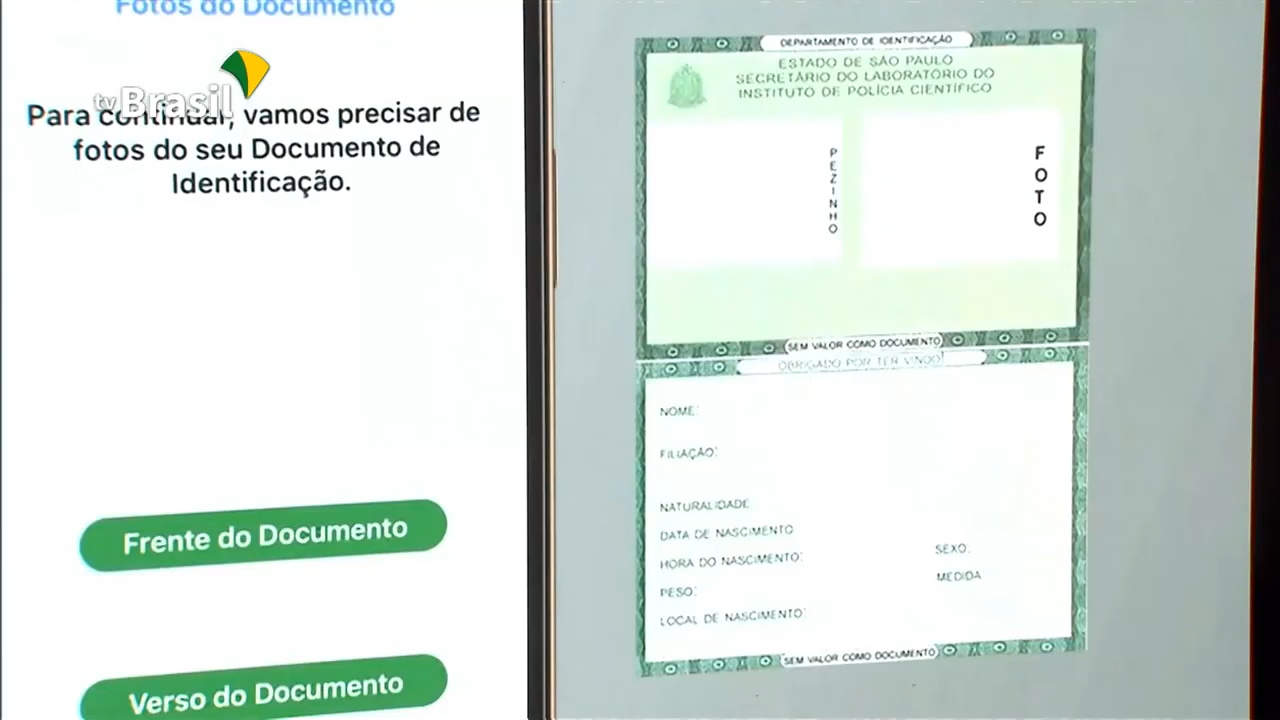 Fotos do Documento
tv Brasil
Para continuar, vamos precisar de
fotos do seu Documento de
Identificação.
Frente do Documento
Verso do Documento
DEPARTAMENTO DE IDENTIFICAÇÃO
ESTADO DE SÃO PAULO
SECRETÁRIO DO LABORATÓRIO DO
INSTITUTO DE POLÍCIA CIENTÍFICO
PEZINHO
FOTO
SEM VALOR COMO DOCUMENTO
OBRIGADO POR TER VINDO!
NOME:
FILIAÇÃO:
NATURALIDADE
DATA DE NASCIMENTO
HORA DO NASCIMENTO:
SEXO:
PESO:
MEDIDA
LOCAL DE NASCIMENTO:
SEM VALOR COMO DOCUMENTO